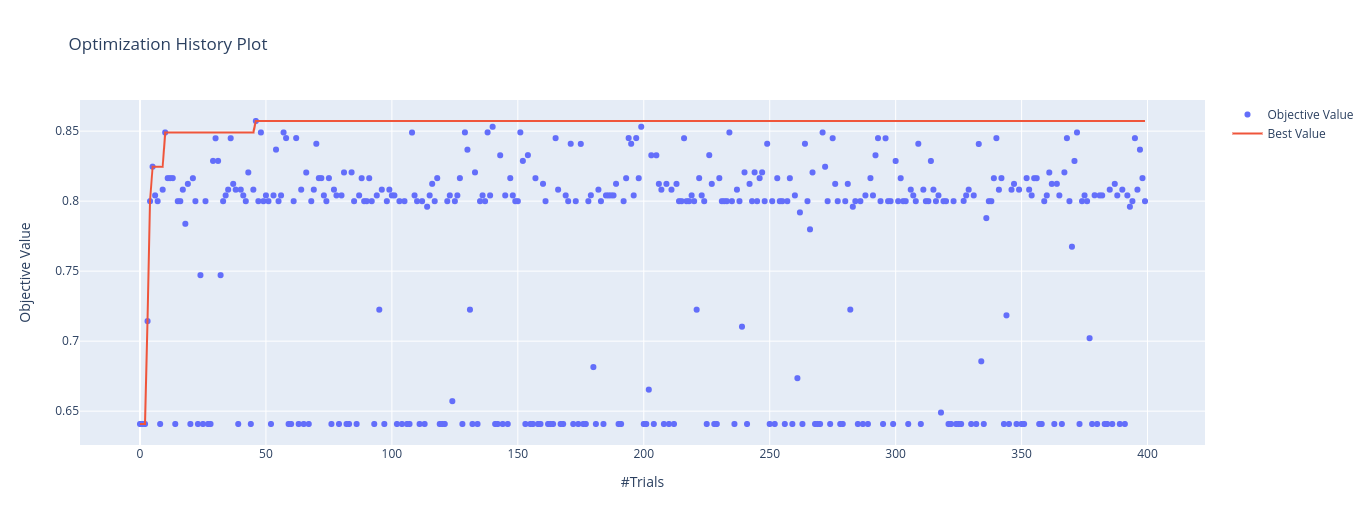 Optimization History Plot
Objective Value
Best Value
0.85
0.8
0.75
0.7
0.65
Objective Value
0 50 100 150 200 250 300 350 400
#Trials